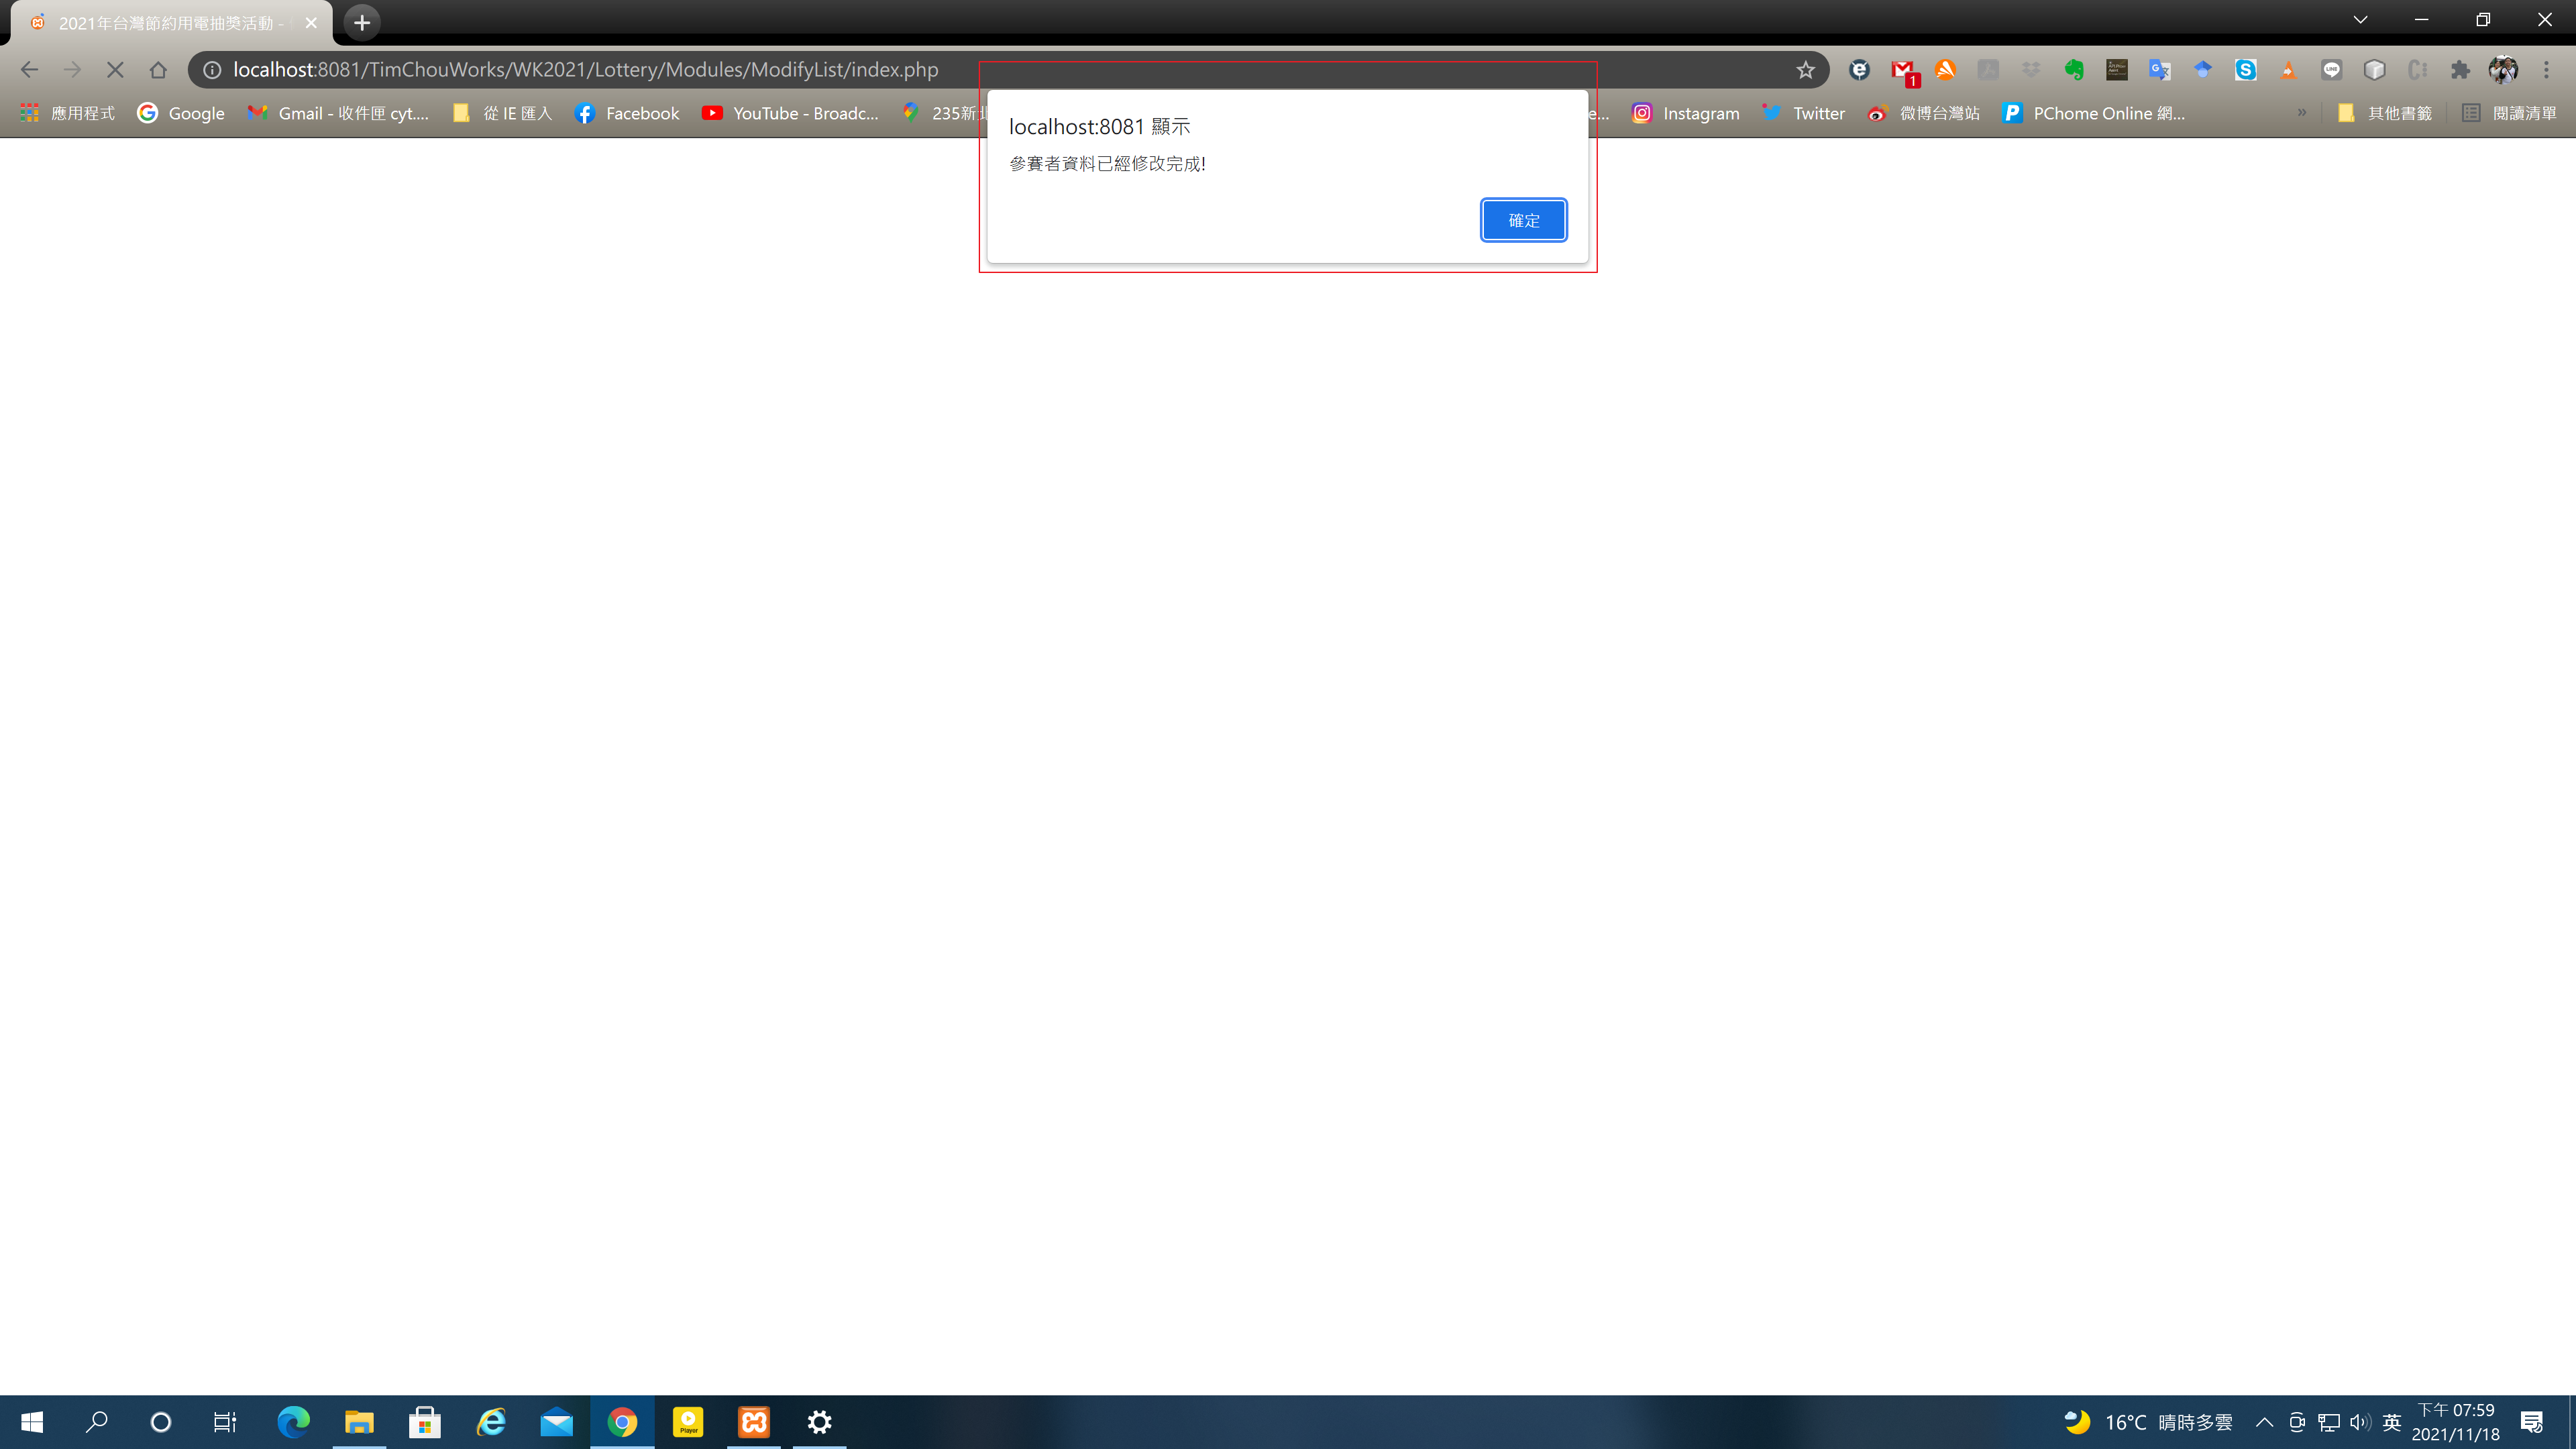 2021年台灣節約用電抽獎活動 -
localhost:8081/TimChouWorks/WK2021/Lottery/Modules/ModifyList/index.php
1
應用程式
Google
Gmail - 收件匣 cyt....
從 IE 匯入
Facebook
YouTube - Broadc...
235新北
e...
Instagram
Twitter
微博台灣站
PChome Online 網...
»
其他書籤
閱讀清單
localhost:8081 顯示
參賽者資料已經修改完成!
確定
Player
16°C 晴時多雲
英
下午 07:59
2021/11/18